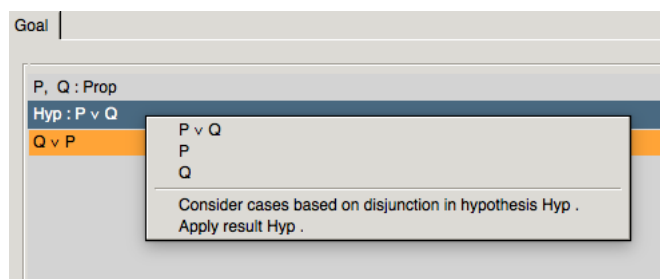 Goal
P, Q : Prop
Hyp : P ∨ Q
Q ∨ P
P ∨ Q
P
Q
Consider cases based on disjunction in hypothesis Hyp .
Apply result Hyp .